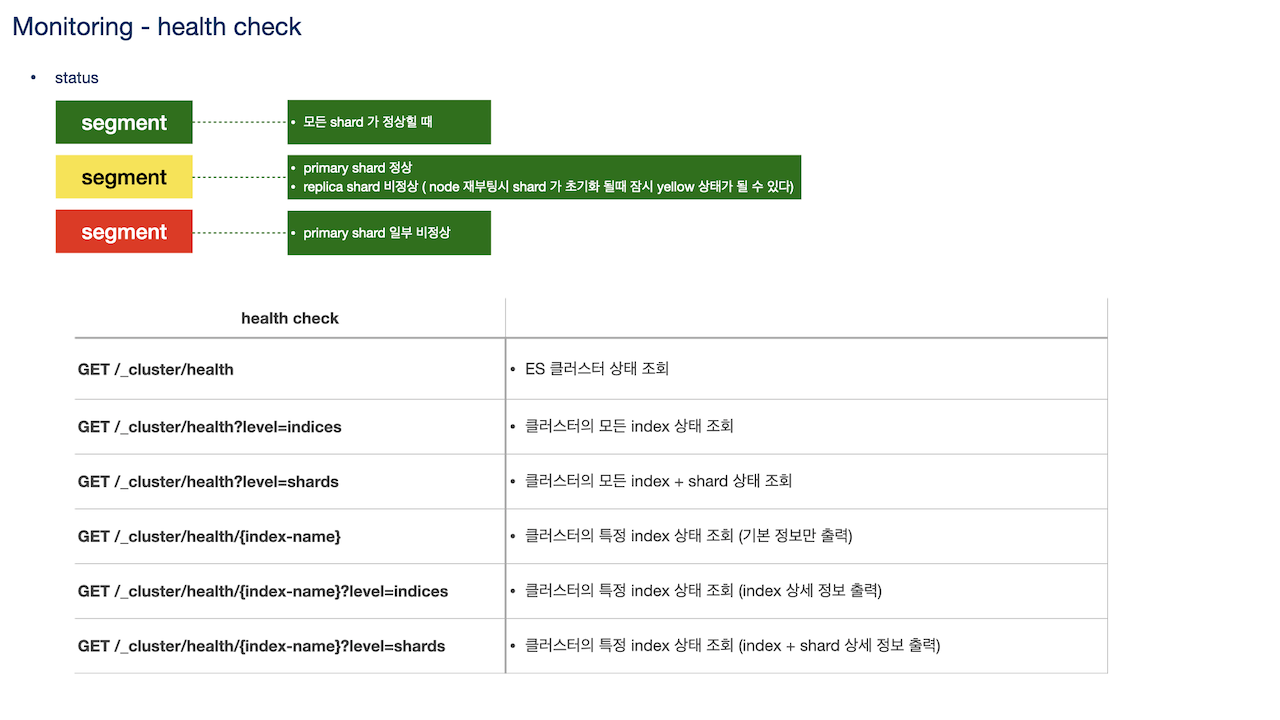 Monitoring - health check
• status
segment
• 모든 shard 가 정상힐 때
segment
• primary shard 정상
• replica shard 비정상 ( node 재부팅시 shard 가 초기화 될때 잠시 yellow 상태가 될 수 있다)
segment
• primary shard 일부 비정상
health check
GET /_cluster/health
• ES 클러스터 상태 조회
GET /_cluster/health?level=indices
• 클러스터의 모든 index 상태 조회
GET /_cluster/health?level=shards
• 클러스터의 모든 index + shard 상태 조회
GET /_cluster/health/{index-name}
• 클러스터의 특정 index 상태 조회 (기본 정보만 출력)
GET /_cluster/health/{index-name}?level=indices
• 클러스터의 특정 index 상태 조회 (index 상세 정보 출력)
GET /_cluster/health/{index-name}?level=shards
• 클러스터의 특정 index 상태 조회 (index + shard 상세 정보 출력)